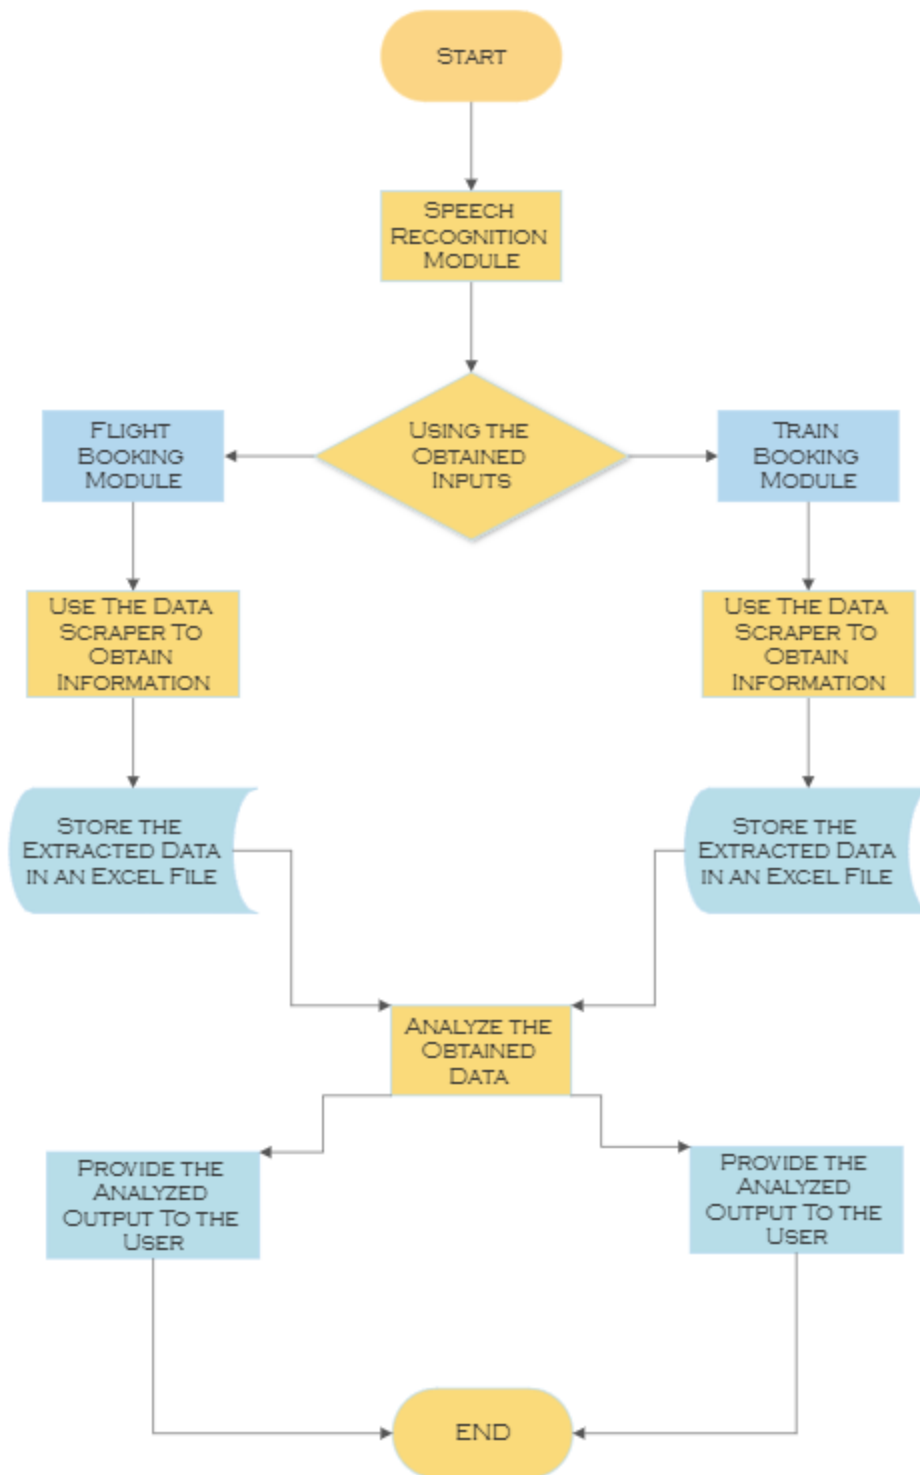 START
SPEECH
RECOGNITION
MODULE
USING THE
OBTAINED
INPUTS
FLIGHT
BOOKING
MODULE
TRAIN
BOOKING
MODULE
USE THE DATA
SCRAPER TO
OBTAIN
INFORMATION
USE THE DATA
SCRAPER TO
OBTAIN
INFORMATION
STORE THE
EXTRACTED DATA
IN AN EXCEL FILE
STORE THE
EXTRACTED DATA
IN AN EXCEL FILE
ANALYZE THE
OBTAINED
DATA
PROVIDE THE
ANALYZED
OUTPUT TO THE
USER
PROVIDE THE
ANALYZED
OUTPUT TO THE
USER
END